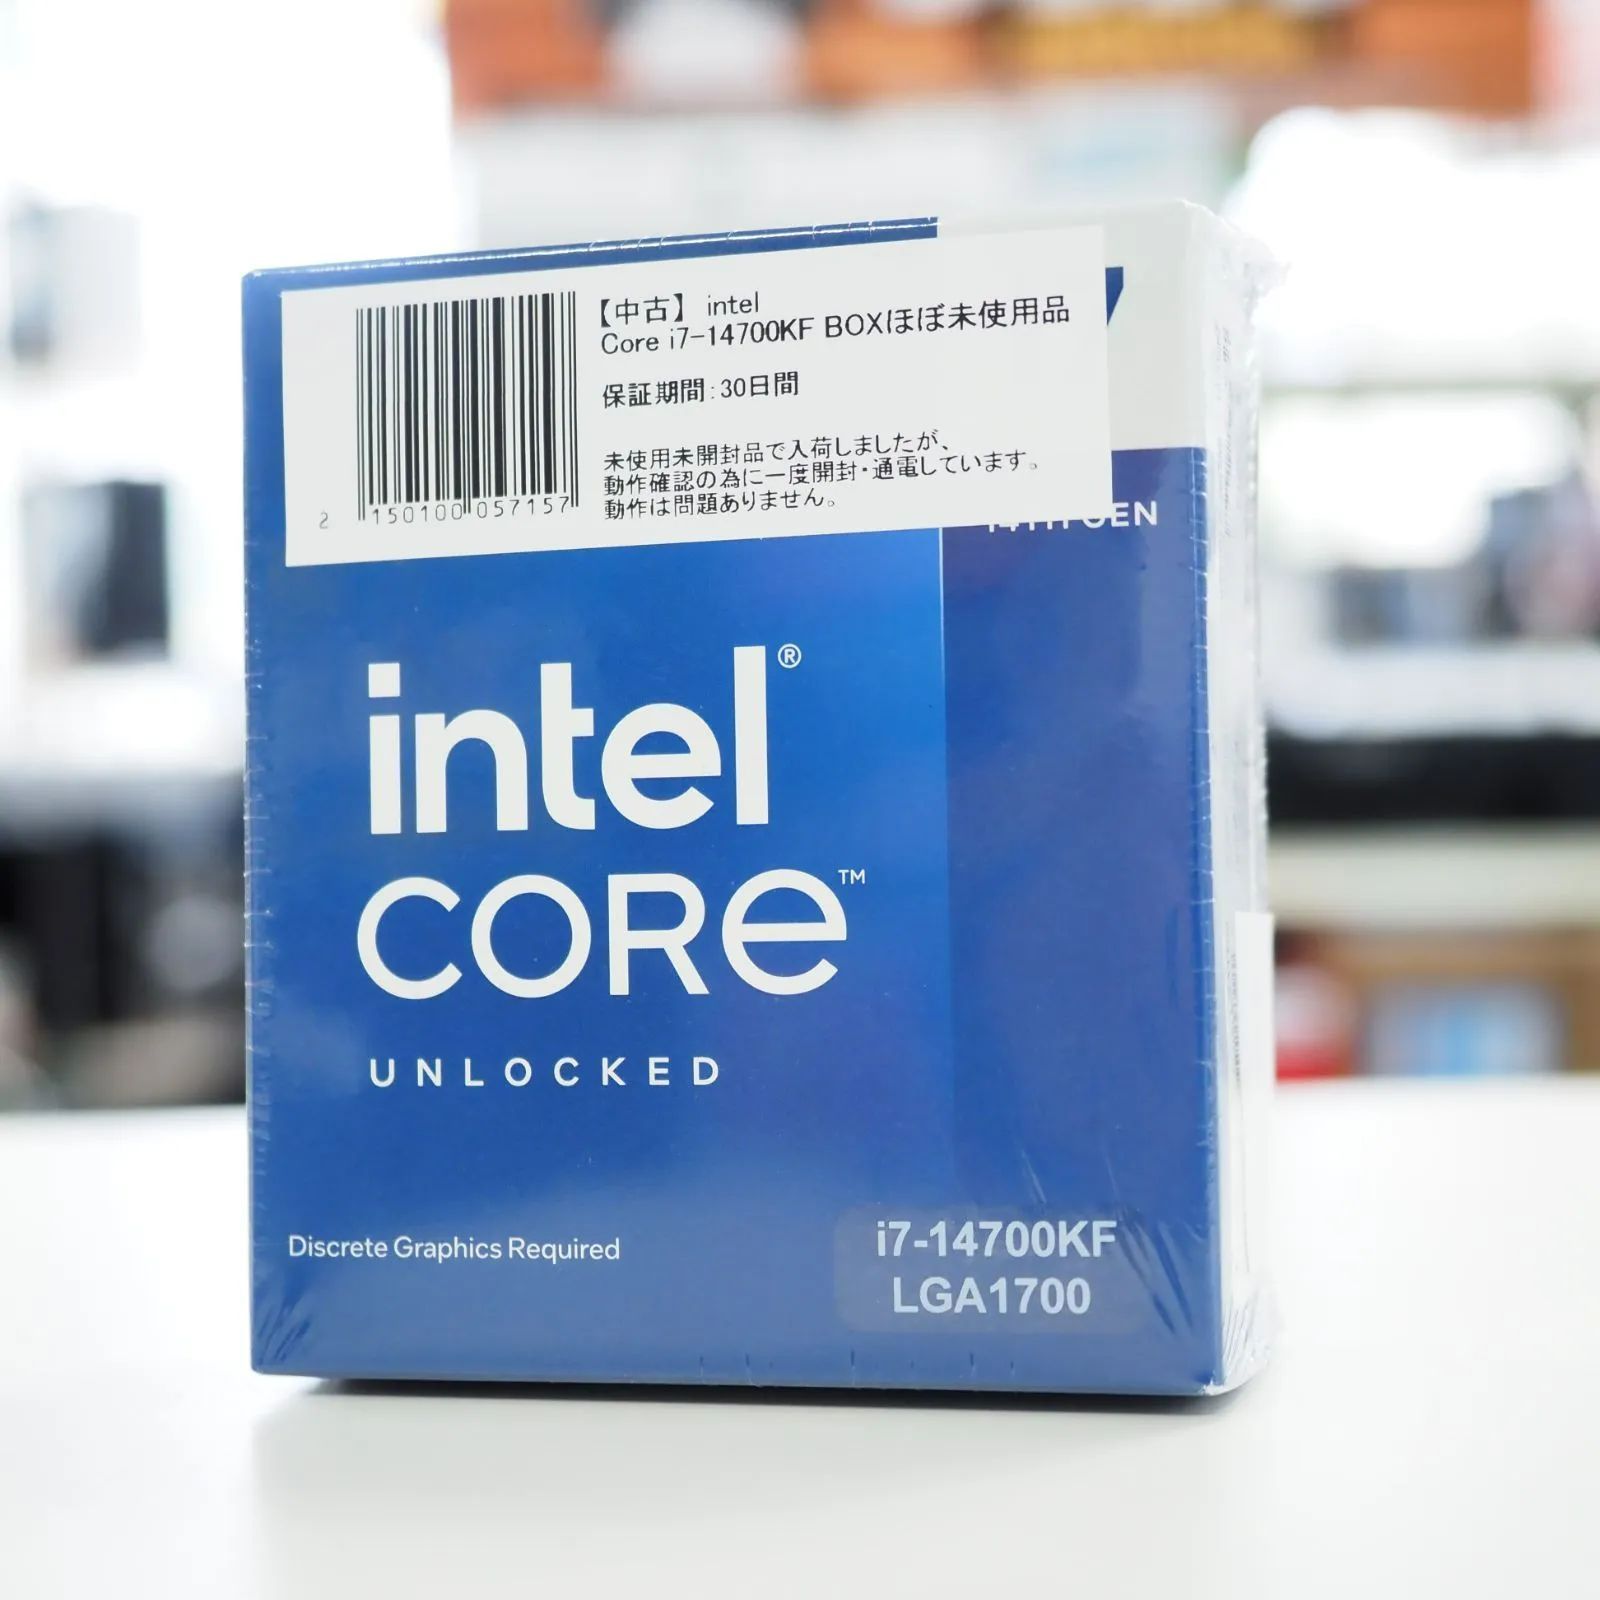 【中古】 intel
Core i7-14700KF BOXほぼ未使用品
保証期間:30日間
未使用未開封品で入荷しましたが、
動作確認の為に一度開封・通電しています。
動作は問題ありません。
2 150100 057157
GEN
intel®
CORE™
UNLOCKED
Discrete Graphics Required
i7-14700KF
LGA1700